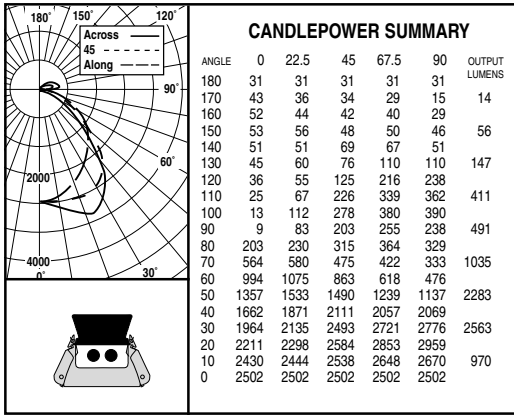 180° 150° 120°
Across
45
Along
90°
60°
2000
4000
0° 30°
CANDLEPOWER SUMMARY
ANGLE 0 22.5 45 67.5 90 OUTPUT
LUMENS
180 31 31 31 31 31
170 43 36 34 29 15 14
160 52 44 42 40 29
150 53 56 48 50 46 56
140 51 51 69 67 51
130 45 60 76 110 110 147
120 36 55 125 216 238
110 25 67 226 339 362 411
100 13 112 278 380 390
90 9 83 203 255 238 491
80 203 230 315 364 329
70 564 580 475 422 333 1035
60 994 1075 863 618 476
50 1357 1533 1490 1239 1137 2283
40 1662 1871 2111 2057 2069
30 1964 2135 2493 2721 2776 2563
20 2211 2298 2584 2853 2959
10 2430 2444 2538 2648 2670 970
0 2502 2502 2502 2502 2502